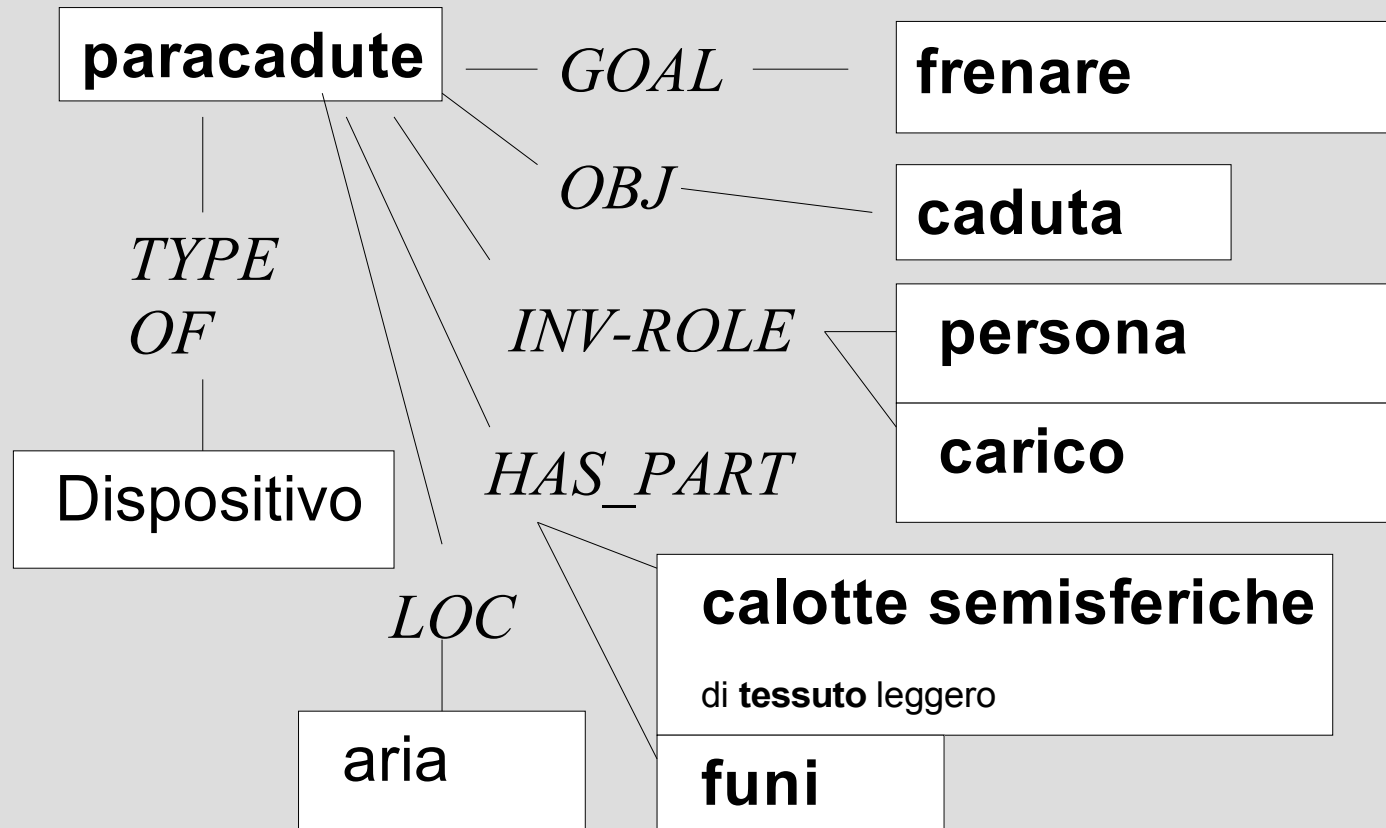 paracadute
GOAL
frenare
OBJ
caduta
TYPE
OF
INV-ROLE
persona
carico
HAS_PART
Dispositivo
calotte semisferiche
di tessuto leggero
LOC
aria
funi